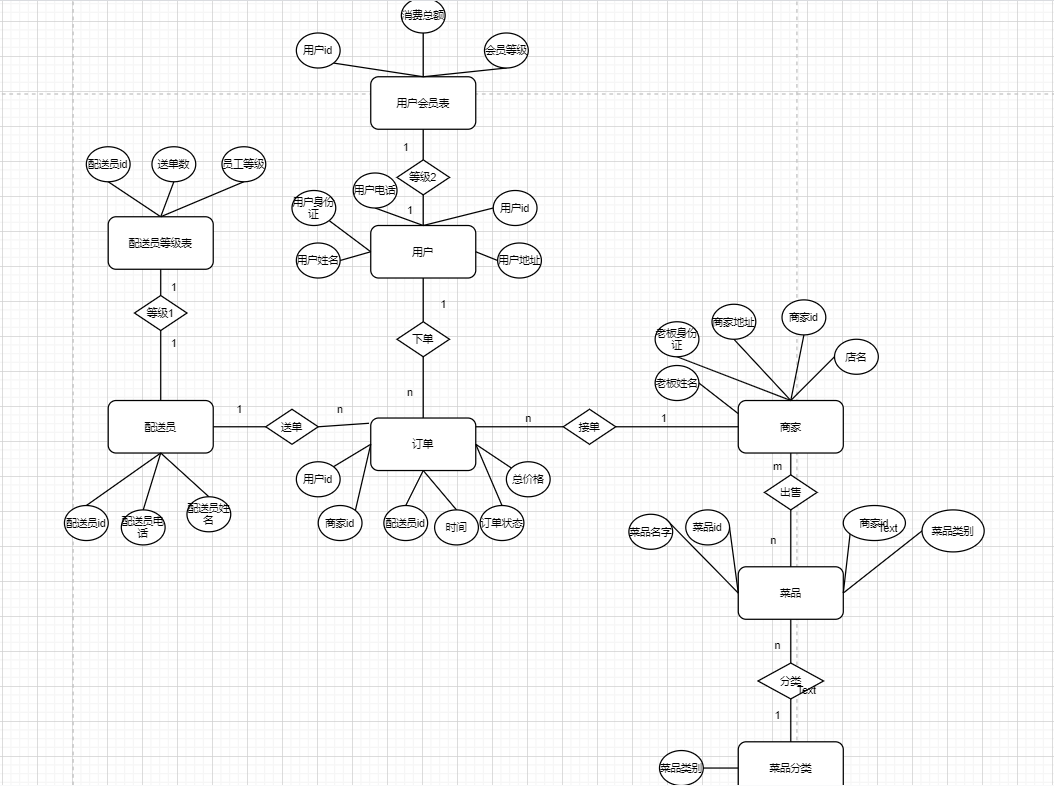 消费总额
用户id
会员等级
用户会员表
1
等级2
配送员id
送单数
员工等级
用户电话
用户身份
证
1
用户id
配送员等级表
用户
用户姓名
用户地址
1
等级1
1
1
下单
商家id
商家地址
老板身份
证
店名
老板姓名
n
1
n
n
1
配送员
送单
订单
接单
商家
m
用户id
总价格
出售
配送员id
配送员电
话
配送员姓
名
商家id
配送员id
时间
订单状态
菜品名字
菜品id
商家id
Text
菜品类别
n
菜品
n
分类
Text
1
菜品类别
菜品分类